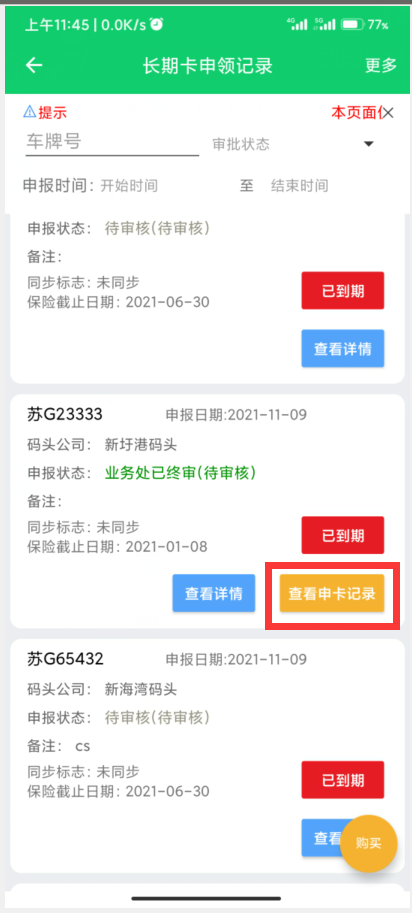 上午11:45 | 0.0K/s 4G 5G 77%
长期卡申领记录 更多
提示 本页面仅
车牌号 审批状态
申报时间: 开始时间 至 结束时间
申报状态: 待审核(待审核)
备注:
同步标志: 未同步
保险截止日期: 2021-06-30
已到期
查看详情
苏G23333 申报日期:2021-11-09
码头公司: 新圩港码头
申报状态: 业务处已终审(待审核)
备注:
同步标志: 未同步
保险截止日期: 2021-01-08
已到期
查看详情 查看申卡记录
苏G65432 申报日期:2021-11-09
码头公司: 新海湾码头
申报状态: 待审核(待审核)
备注: cs
同步标志: 未同步
保险截止日期: 2021-06-30
已到期
查看
购买